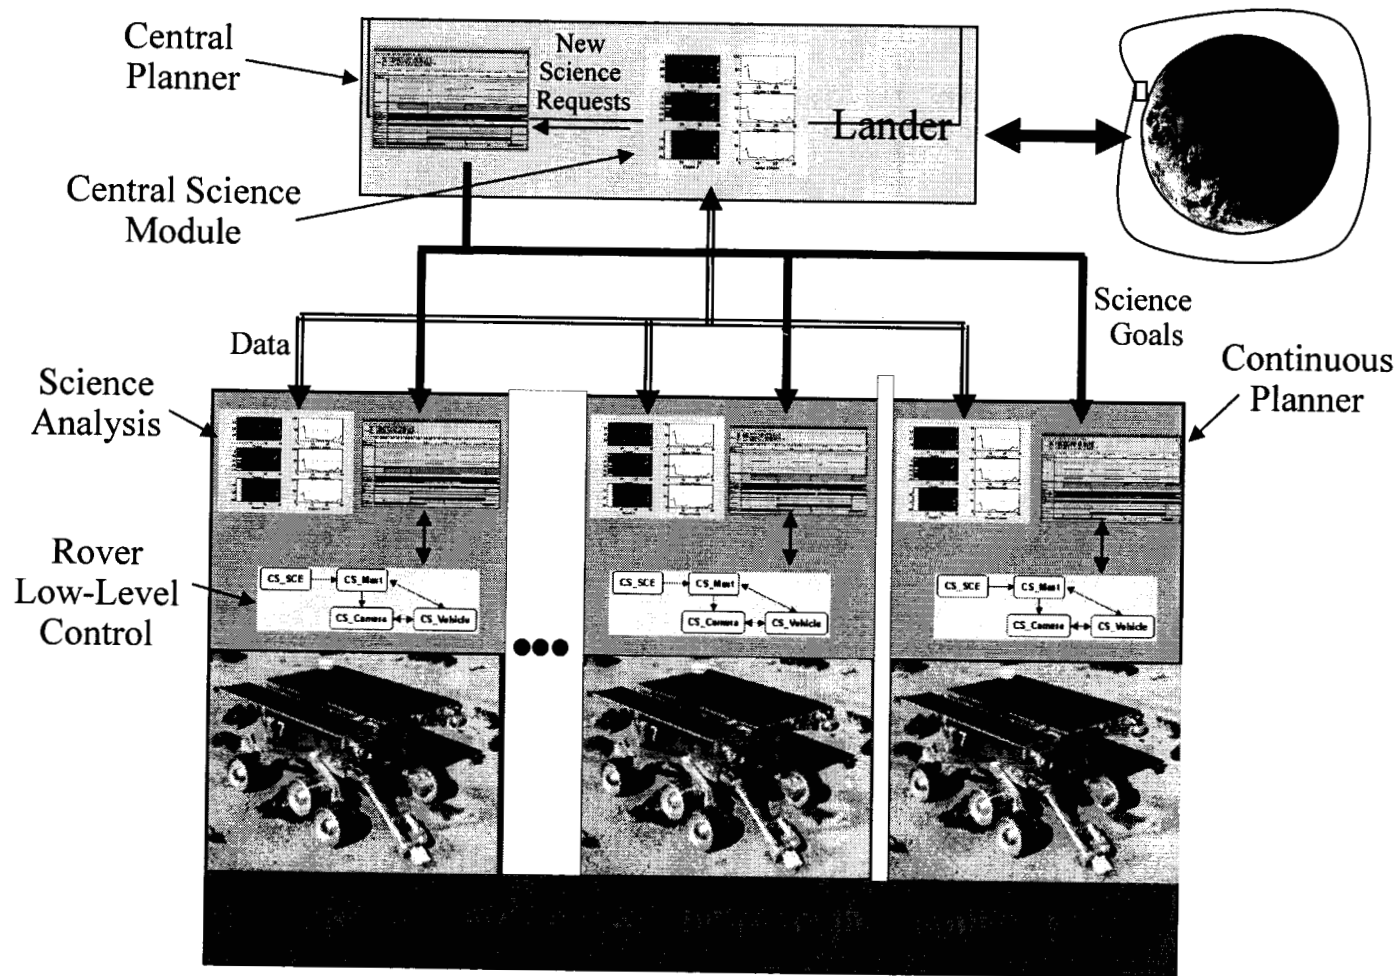 Central
Planner
New
Science
Requests
Lander
Central Science
Module
Data
Science
Goals
Science
Analysis
Continuous
Planner
Rover
Low-Level
Control
CS_SCE
CS_Mast
CS_Camera
CS_Vehicle
CS_SCE
CS_Mast
CS_Camera
CS_Vehicle
CS_SCE
CS_Mast
CS_Camera
CS_Vehicle